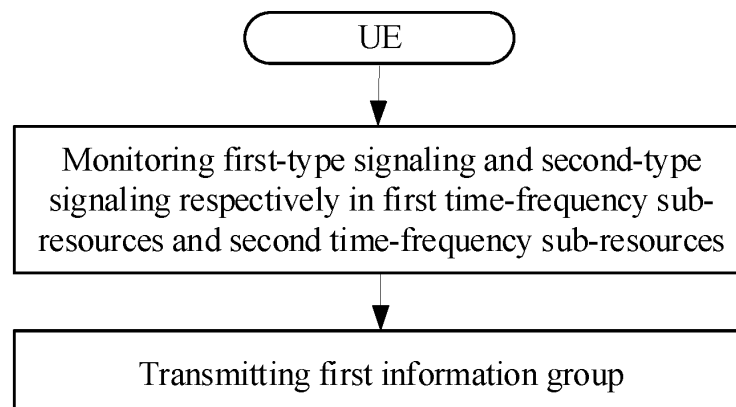 UE
Monitoring first-type signaling and second-type
signaling respectively in first time-frequency sub-
resources and second time-frequency sub-resources
Transmitting first information group